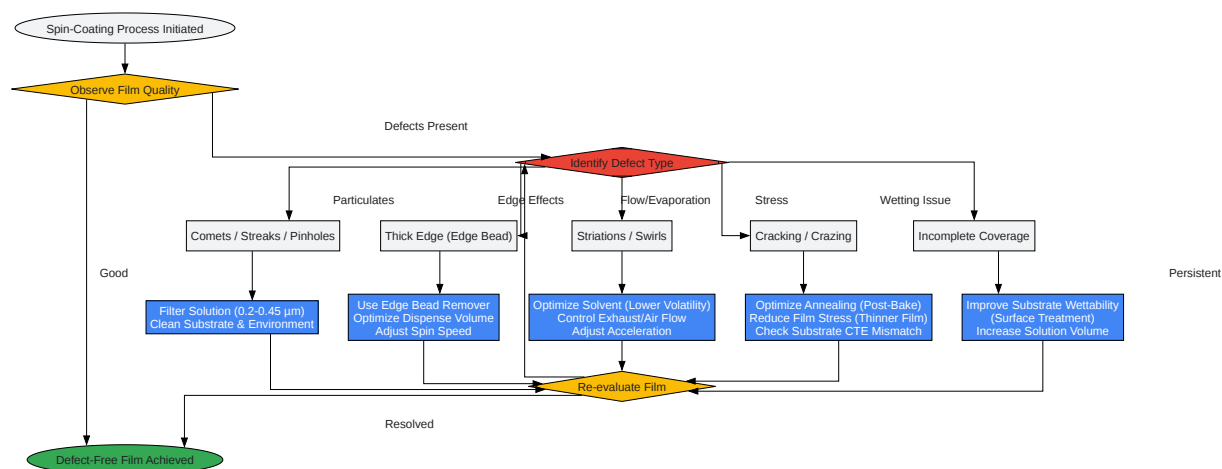 Spin-Coating Process Initiated
Observe Film Quality
Defects Present
Identify Defect Type
Particulates
Edge Effects
Flow/Evaporation
Stress
Wetting Issue
Comets / Streaks / Pinholes
Thick Edge (Edge Bead)
Striations / Swirls
Cracking / Crazing
Incomplete Coverage
Good
Persistent
Filter Solution (0.2-0.45 µm)
Clean Substrate & Environment
Use Edge Bead Remover
Optimize Dispense Volume
Adjust Spin Speed
Optimize Solvent (Lower Volatility)
Control Exhaust/Air Flow
Adjust Acceleration
Optimize Annealing (Post-Bake)
Reduce Film Stress (Thinner Film)
Check Substrate CTE Mismatch
Improve Substrate Wettability
(Surface Treatment)
Increase Solution Volume
Re-evaluate Film
Resolved
Defect-Free Film Achieved